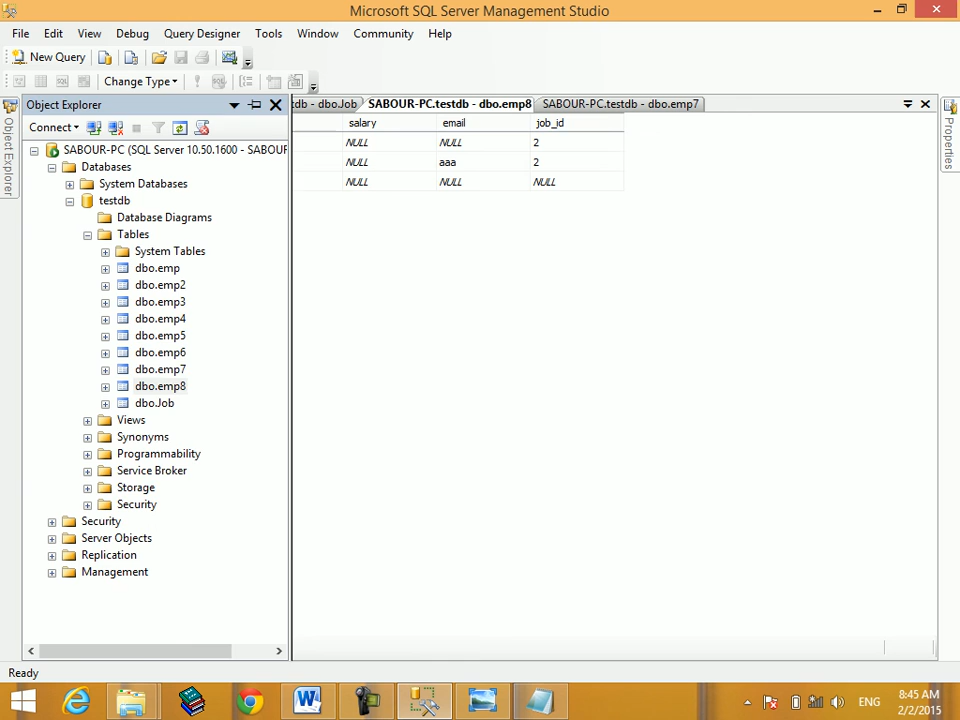 Microsoft SQL Server Management Studio
File Edit View Debug Query Designer Tools Window Community Help
New Query
Change Type
Object Explorer
tdb - dbo.Job SABOUR-PC.testdb - dbo.emp8 SABOUR-PC.testdb - dbo.emp7
Connect
salary email job_id
NULL NULL 2
NULL aaa 2
NULL NULL NULL
SABOUR-PC (SQL Server 10.50.1600 - SABOUR
Databases
System Databases
testdb
Database Diagrams
Tables
System Tables
dbo.emp
dbo.emp2
dbo.emp3
dbo.emp4
dbo.emp5
dbo.emp6
dbo.emp7
dbo.emp8
dbo.Job
Views
Synonyms
Programmability
Service Broker
Storage
Security
Security
Server Objects
Replication
Management
Object Explorer
Properties
Ready
ENG
8:45 AM
2/2/2015